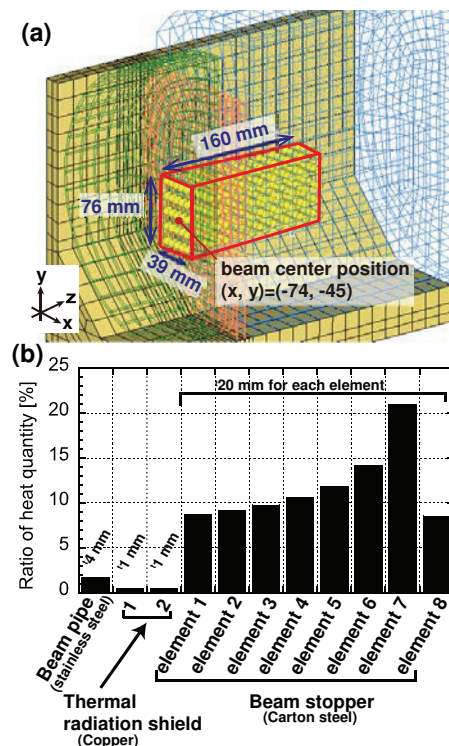 (a)
160 mm
76 mm
39 mm
beam center position
(x, y)=(-74, -45)
y
z
x
(b)
Ratio of heat quantity [%]
25
20
15
10
5
0
20 mm for each element
'4 mm
'1 mm
'1 mm
Beam pipe
(stainless steel)
1
2
element 1
element 2
element 3
element 4
element 5
element 6
element 7
element 8
Thermal
radiation shield
(Copper)
Beam stopper
(Carton steel)